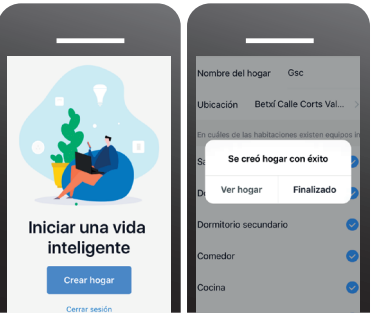 Iniciar una vida
inteligente
Crear hogar
Cerrar sesión
Nombre del hogar Gsc
Ubicación Betxí Calle Corts Val...
En cuáles de las habitaciones existen equipos in
Se creó hogar con éxito
Ver hogar Finalizado
Dormitorio secundario
Comedor
Cocina